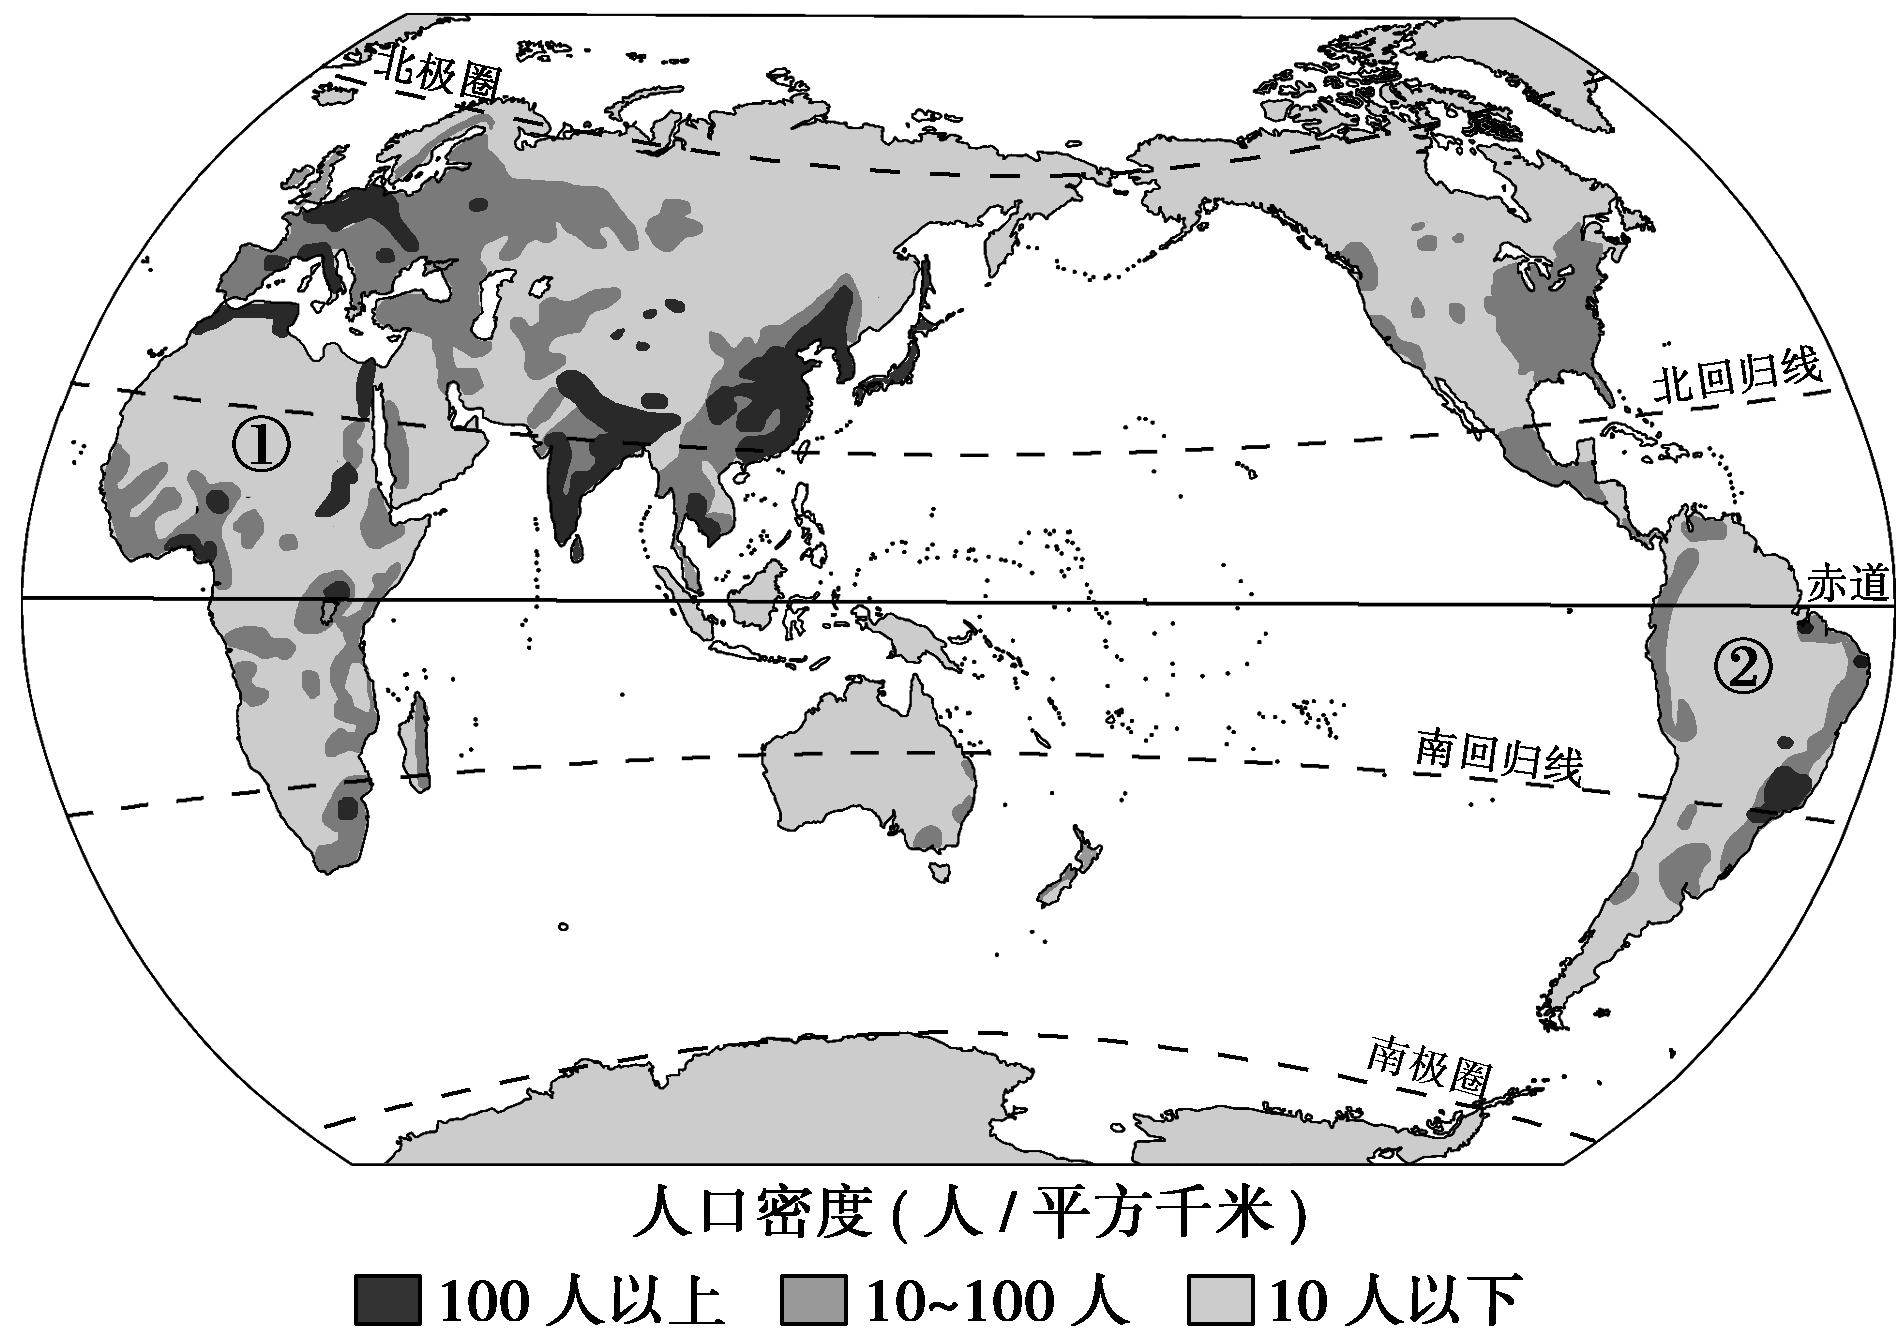 北极圈
北回归线
①
赤道
②
南回归线
南极圈
人口密度(人/平方千米)
100人以上 10~100人 10人以下